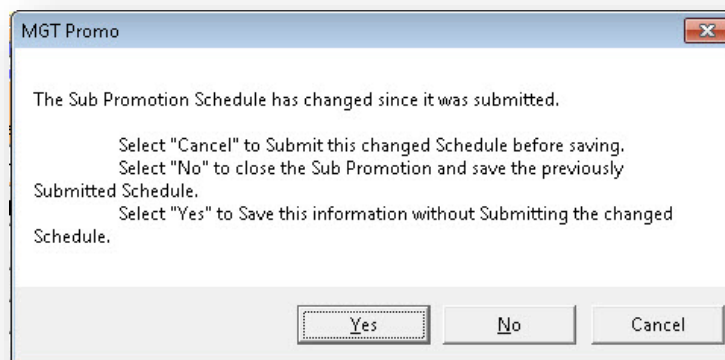 MGT Promo
The Sub Promotion Schedule has changed since it was submitted.
Select "Cancel" to Submit this changed Schedule before saving.
Select "No" to close the Sub Promotion and save the previously
Submitted Schedule.
Select "Yes" to Save this information without Submitting the changed
Schedule.
Yes
No
Cancel